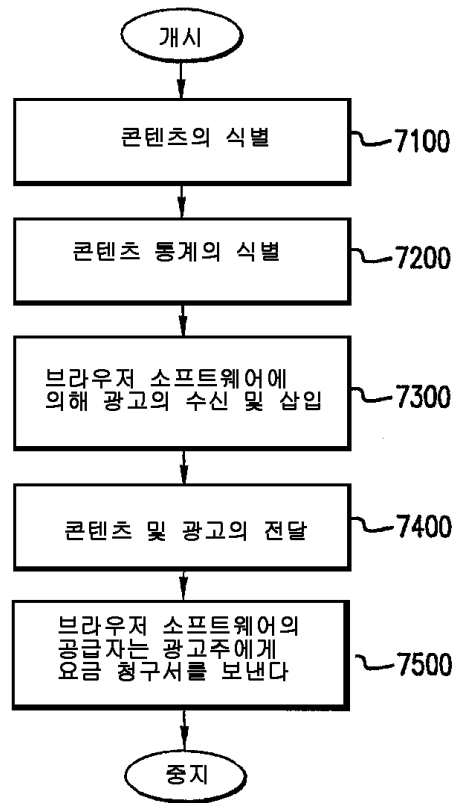 개시
콘텐츠의 식별
7100
콘텐츠 통계의 식별
7200
브라우저 소프트웨어에
의해 광고의 수신 및 삽입
7300
콘텐츠 및 광고의 전달
7400
브라우저 소프트웨어의
공급자는 광고주에게
요금 청구서를 보낸다
7500
중지